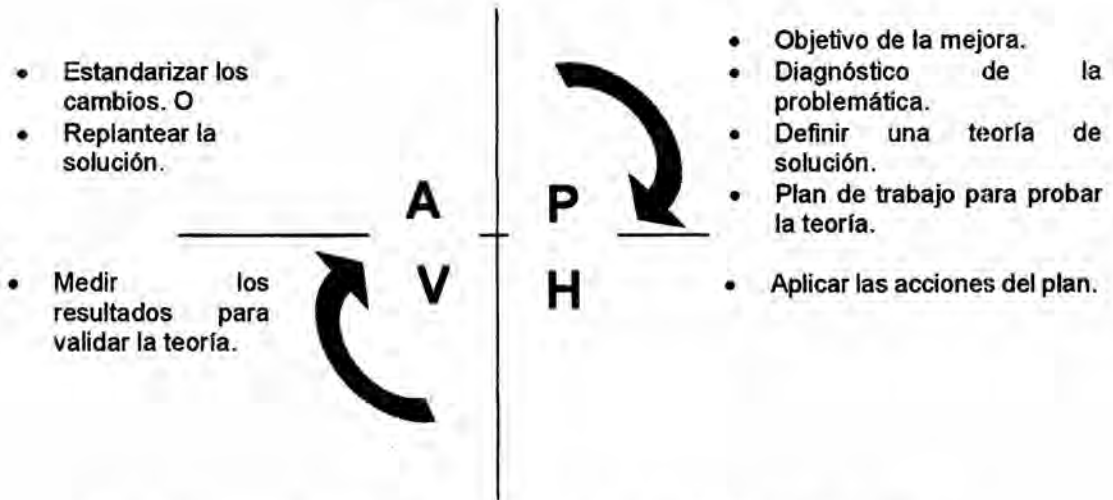 • Estandarizar los
cambios. O
• Replantear la
solución.
• Objetivo de la mejora.
• Diagnóstico de la
problemática.
• Definir una teoría de
solución.
• Plan de trabajo para probar
la teoría.
A
P
V
H
• Medir los
resultados para
validar la teoría.
• Aplicar las acciones del plan.